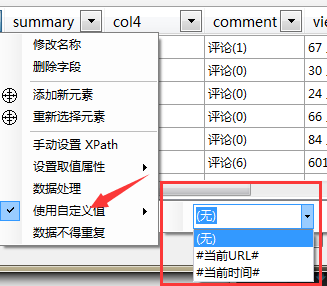 summary col4 comment vie
修改名称
删除字段
添加新元素
重新选择元素
手动设置 XPath
设置取值属性
数据处理
使用自定义值
数据不得重复
评论(1) 67
评论(0) 30
评论(0) 24
评论(0) 66
评论(0) 84
评论(6) 601
(无)
(无)
#当前URL#
#当前时间#